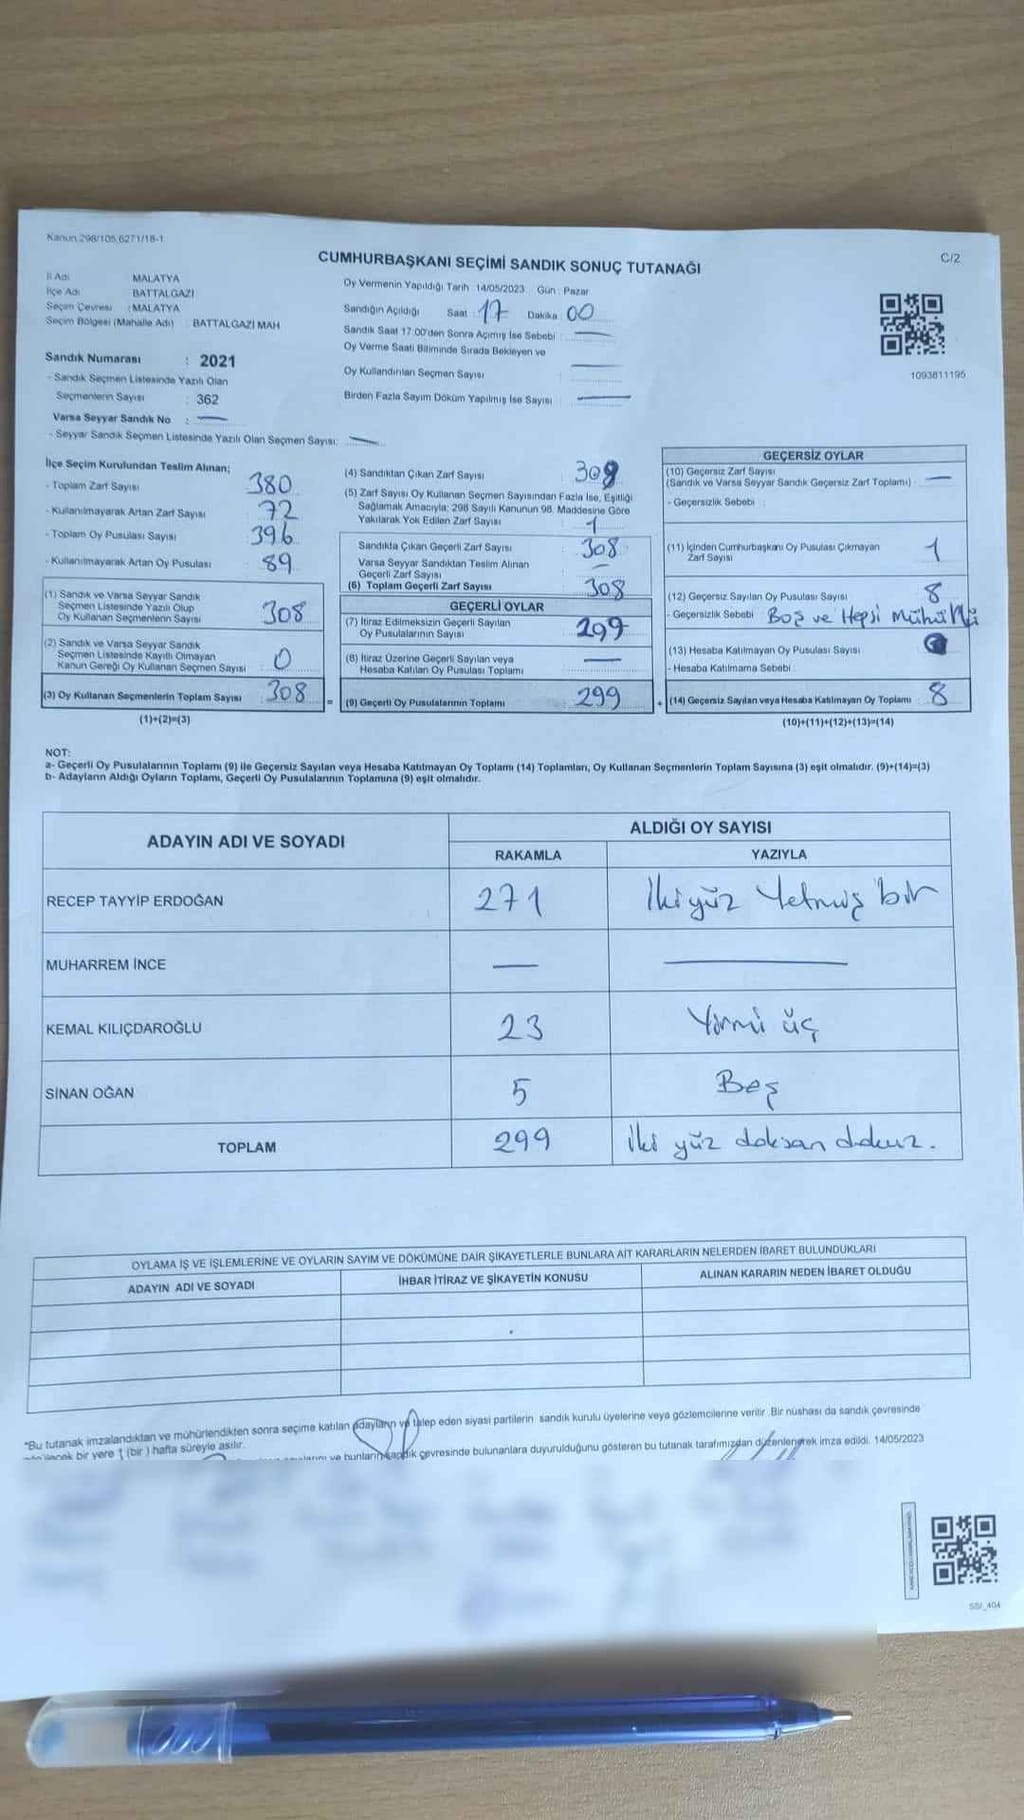 Kanun:298/105,6271/18-1
C/2
CUMHURBAŞKANI SEÇİMİ SANDIK SONUÇ TUTANAĞI
İl Adı MALATYA
İlçe Adı BATTALGAZİ
Seçim Çevresi : MALATYA
Seçim Bölgesi (Mahalle Adı) : BATTALGAZİ MAH
Sandık Numarası : 2021
- Sandık Seçmen Listesinde Yazılı Olan
Seçmenlerin Sayısı : 362
Varsa Seyyar Sandık No : —
- Seyyar Sandık Seçmen Listesinde Yazılı Olan Seçmen Sayısı: —
Oy Vermenin Yapıldığı Tarih : 14/05/2023 Gün : Pazar
Sandığın Açıldığı Saat : 17 Dakika : 00
Sandık Saat 17:00'den Sonra Açımış İse Sebebi : —
Oy Verme Saati Bitiminde Sırada Bekleyen ve
Oy Kullandırılan Seçmen Sayısı —
Birden Fazla Sayım Döküm Yapılmış İse Sayısı : —
1093811195
İlçe Seçim Kurulundan Teslim Alınan;
- Toplam Zarf Sayısı : 380
- Kullanılmayarak Artan Zarf Sayısı : 72
- Toplam Oy Pusulası Sayısı : 396
- Kullanılmayarak Artan Oy Pusulası : 89
(1) Sandık ve Varsa Seyyar Sandık
Seçmen Listesinde Yazılı Olup
Oy Kullanan Seçmenlerin Sayısı : 308
(2) Sandık ve Varsa Seyyar Sandık
Seçmen Listesinde Kayıtlı Olmayan
Kanun Gereği Oy Kullanan Seçmen Sayısı : 0
(3) Oy Kullanan Seçmenlerin Toplam Sayısı : 308
(1)+(2)=(3)
(4) Sandıktan Çıkan Zarf Sayısı : 309
(5) Zarf Sayısı Oy Kullanan Seçmen Sayısından Fazla İse, Eşitliği
Sağlamak Amacıyla; 298 Sayılı Kanunun 98. Maddesine Göre
Yakılarak Yok Edilen Zarf Sayısı : 1
Sandıkta Çıkan Geçerli Zarf Sayısı : 308
Varsa Seyyar Sandıktan Teslim Alınan
Geçerli Zarf Sayısı : —
(6) Toplam Geçerli Zarf Sayısı : 308
GEÇERLİ OYLAR
(7) İtiraz Edilmeksizin Geçerli Sayılan
Oy Pusulalarının Sayısı : 299
(8) İtiraz Üzerine Geçerli Sayılan veya
Hesaba Katılan Oy Pusulası Toplamı : —
(9) Geçerli Oy Pusulalarının Toplamı : 299
GEÇERSİZ OYLAR
(10) Geçersiz Zarf Sayısı
(Sandık ve Varsa Seyyar Sandık Geçersiz Zarf Toplamı) : —
- Geçersizlik Sebebi :
(11) İçinden Cumhurbaşkanı Oy Pusulası Çıkmayan
Zarf Sayısı : 1
(12) Geçersiz Sayılan Oy Pusulası Sayısı : 8
- Geçersizlik Sebebi : Boş ve Hepsi Mühürlü
(13) Hesaba Katılmayan Oy Pusulası Sayısı :
- Hesaba Katılmama Sebebi :
(14) Geçersiz Sayılan veya Hesaba Katılmayan Oy Toplamı : 8
(10)+(11)+(12)+(13)=(14)
NOT:
a- Geçerli Oy Pusulalarının Toplamı (9) ile Geçersiz Sayılan veya Hesaba Katılmayan Oy Toplamı (14) Toplamları, Oy Kullanan Seçmenlerin Toplam Sayısına (3) eşit olmalıdır. (9)+(14)=(3)
b- Adayların Aldığı Oyların Toplamı, Geçerli Oy Pusulalarının Toplamına (9) eşit olmalıdır.
ADAYIN ADI VE SOYADI ALDIĞI OY SAYISI
RAKAMLA YAZIYLA
RECEP TAYYİP ERDOĞAN 271 İkiyüz Yetmiş bir
MUHARREM İNCE — —
KEMAL KILIÇDAROĞLU 23 Yirmi üç
SİNAN OĞAN 5 Beş
TOPLAM 299 İki yüz doksan dokuz.
OYLAMA İŞ VE İŞLEMLERİNE VE OYLARIN SAYIM VE DÖKÜMÜNE DAİR ŞİKAYETLERLE BUNLARA AİT KARARLARIN NELERDEN İBARET BULUNDUKLARI
ADAYIN ADI VE SOYADI İHBAR İTİRAZ VE ŞİKAYETİN KONUSU ALINAN KARARIN NEDEN İBARET OLDUĞU
*Bu tutanak imzalandıktan ve mühürlendikten sonra seçime katılan adayların ve talep eden siyasi partilerin sandık kurulu üyelerine veya gözlemcilerine verilir. Bir nüshası da sandık çevresinde
bir yere 1 (bir ) hafta süreyle asılır.
ve bunların sandık çevresinde bulunanlara duyurulduğunu gösteren bu tutanak tarafımızdan düzenlenerek imza edildi. 14/05/2023
SSI_404